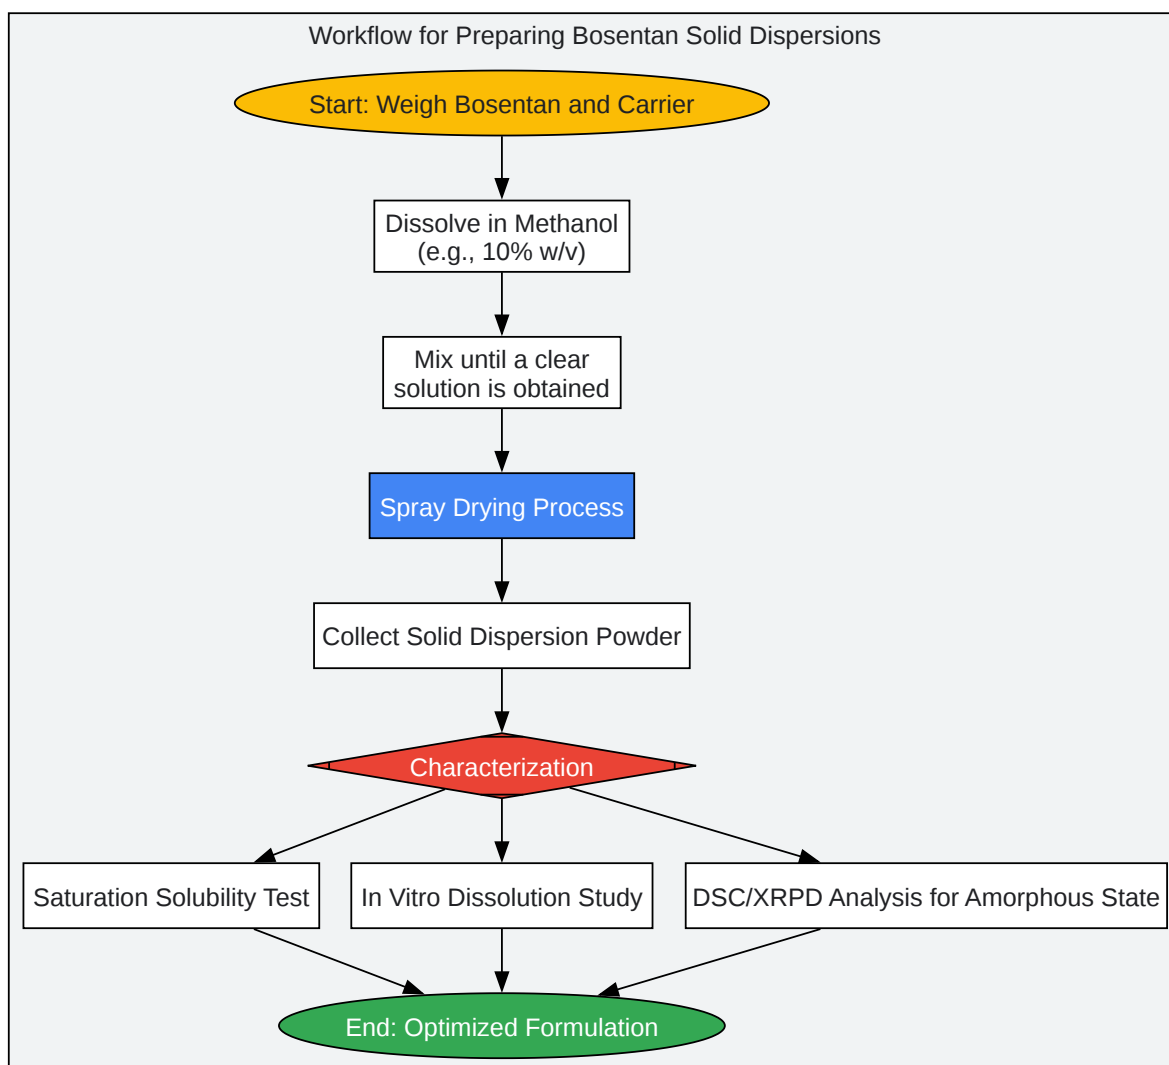 Workflow for Preparing Bosentan Solid Dispersions
Start: Weigh Bosentan and Carrier
Dissolve in Methanol
(e.g., 10% w/v)
Mix until a clear
solution is obtained
Spray Drying Process
Collect Solid Dispersion Powder
Characterization
Saturation Solubility Test
In Vitro Dissolution Study
DSC/XRPD Analysis for Amorphous State
End: Optimized Formulation